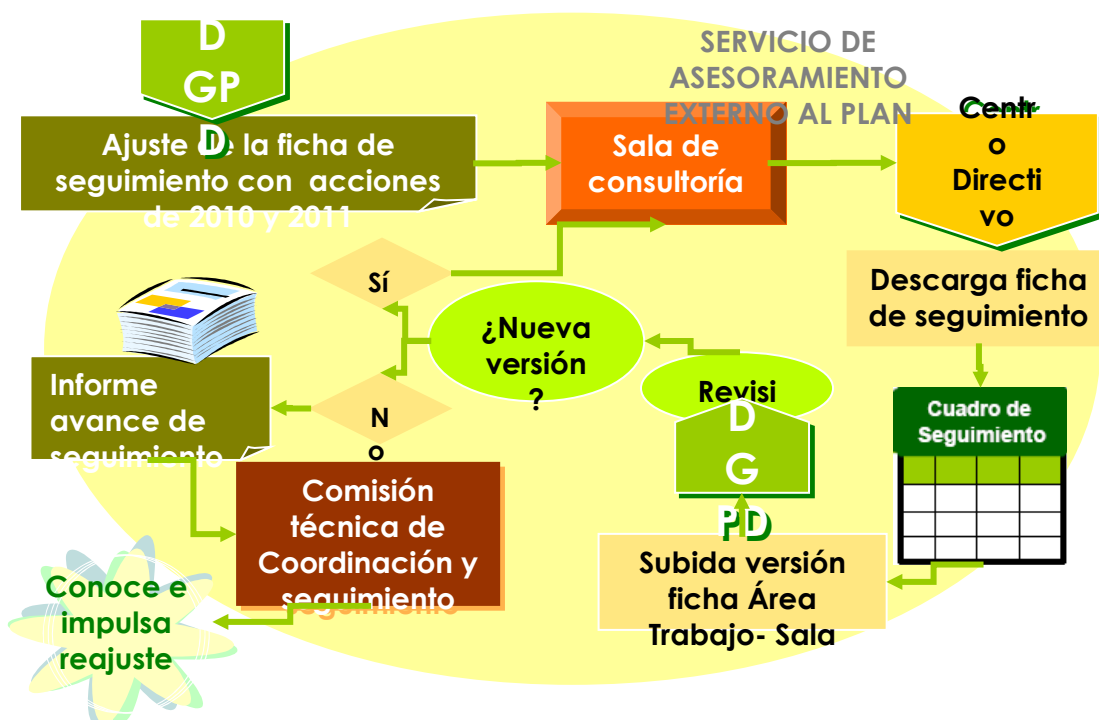 D
GP
D
Ajuste de la ficha de
seguimiento con acciones
de 2010 y 2011
SERVICIO DE
ASESORAMIENTO
EXTERNO AL PLAN
Sala de
consultoría
Centr
o
Directi
vo
Descarga ficha
de seguimiento
Cuadro de
Seguimiento
Subida versión
ficha Área
Trabajo- Sala
D
G
PD
Revisi
¿Nueva
versión
?
Sí
N
o
Informe
avance de
seguimiento
Comisión
técnica de
Coordinación y
seguimiento
Conoce e
impulsa
reajuste